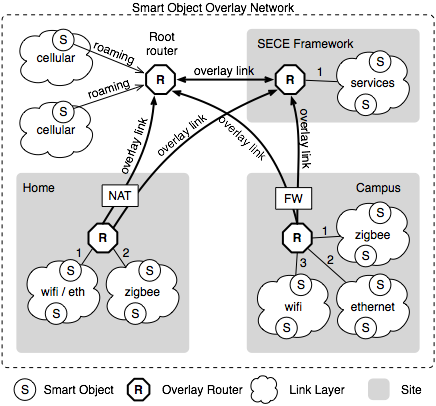 Smart Object Overlay Network
S
cellular
roaming
S
cellular
roaming
Root
router
R
overlay link
SECE Framework
R
1
S
services
S
overlay link
overlay link
overlay link
overlay link
Home
NAT
R
1
2
S
wifi / eth
S
S
zigbee
S
Campus
FW
R
1
2
3
S
zigbee
S
S
wifi
S
S
ethernet
S
S Smart Object R Overlay Router Link Layer Site